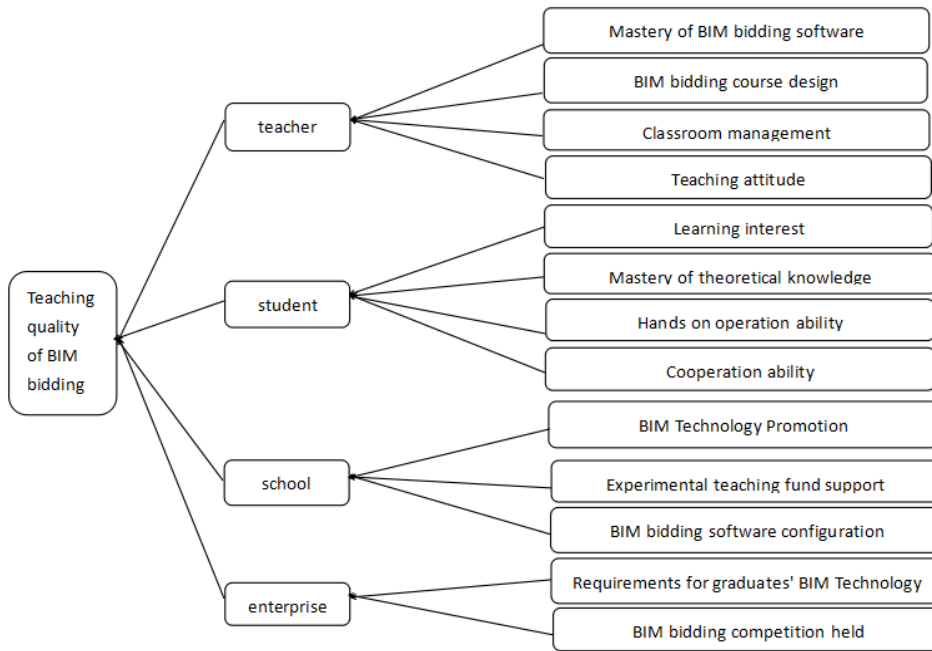 Mastery of BIM bidding software
BIM bidding course design
teacher
Classroom management
Teaching attitude
Learning interest
Mastery of theoretical knowledge
student
Hands on operation ability
Cooperation ability
Teaching
quality
of BIM
bidding
BIM Technology Promotion
school
Experimental teaching fund support
BIM bidding software configuration
Requirements for graduates' BIM Technology
enterprise
BIM bidding competition held